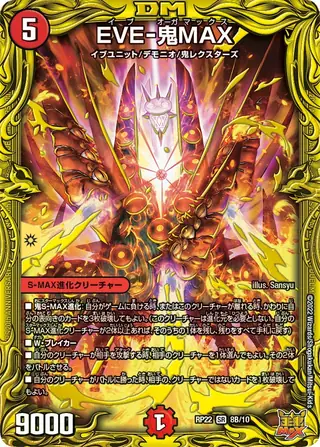 DM
5
イブ オーガマックス
EVE-鬼MAX
イブユニット/デモニオ/鬼レクスターズ
S-MAX進化クリーチャー
illus. Sansyu
■鬼S-MAX進化:自分がゲームに負ける時、またはこのクリーチャーが離れる時、かわりに自分の表向きのカードを3枚破壊してもよい。(このクリーチャーは進化元を必要としない。自分のS-MAX進化クリーチャーが2体以上あれば、そのうちの1体を残し、残りをすべて手札に戻す)
■W・ブレイカー
■自分のクリーチャーが相手を攻撃する時、相手のクリーチャーを1体選んでもよい。その2体をバトルさせる。
■自分のクリーチャーがバトルに勝った時、相手の、クリーチャーではないカードを1枚破壊してもよい。
9000
1
RP22 SR 8B/10